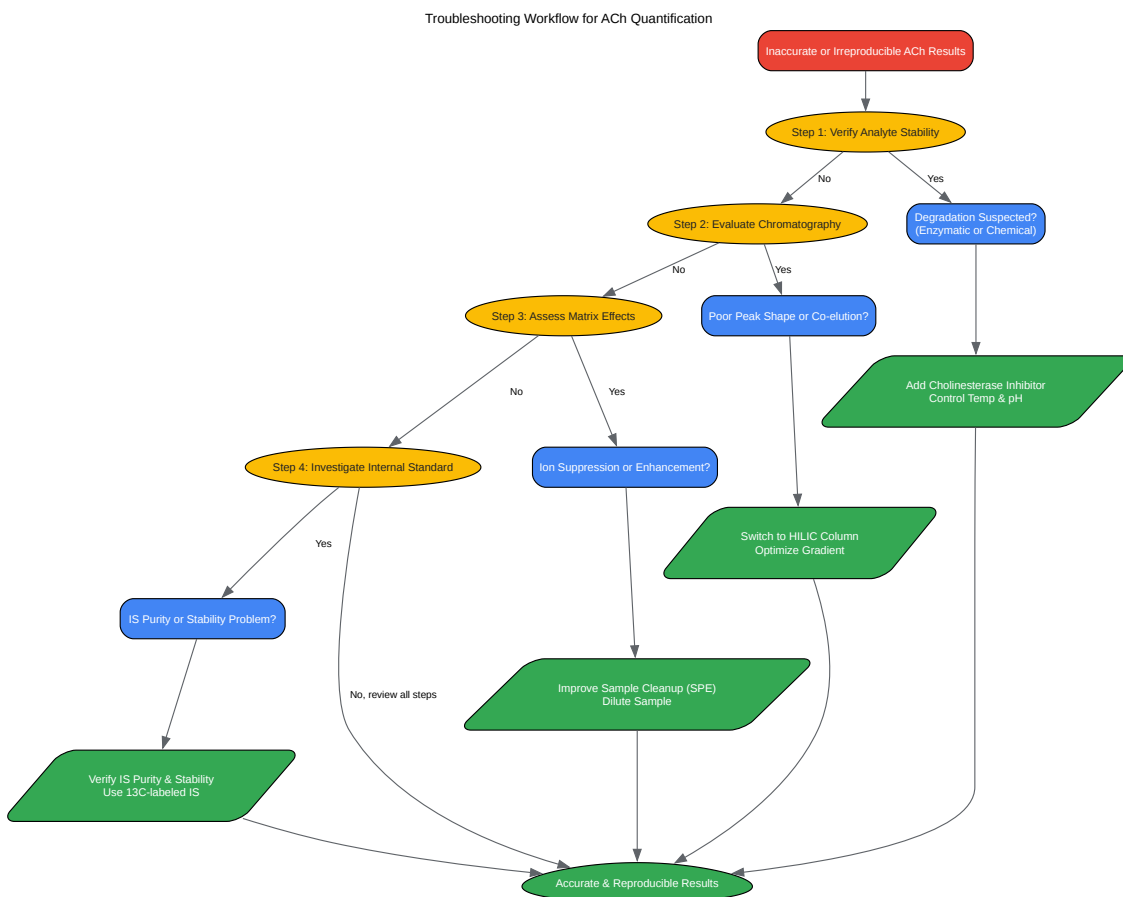 Troubleshooting Workflow for ACh Quantification
Inaccurate or Irreproducible ACh Results
Step 1: Verify Analyte Stability
No
Yes
Step 2: Evaluate Chromatography
Degradation Suspected?
(Enzymatic or Chemical)
No
Yes
Step 3: Assess Matrix Effects
Poor Peak Shape or Co-elution?
Add Cholinesterase Inhibitor
Control Temp & pH
No
Yes
Step 4: Investigate Internal Standard
Ion Suppression or Enhancement?
Switch to HILIC Column
Optimize Gradient
Yes
IS Purity or Stability Problem?
No, review all steps
Improve Sample Cleanup (SPE)
Dilute Sample
Verify IS Purity & Stability
Use 13C-labeled IS
Accurate & Reproducible Results